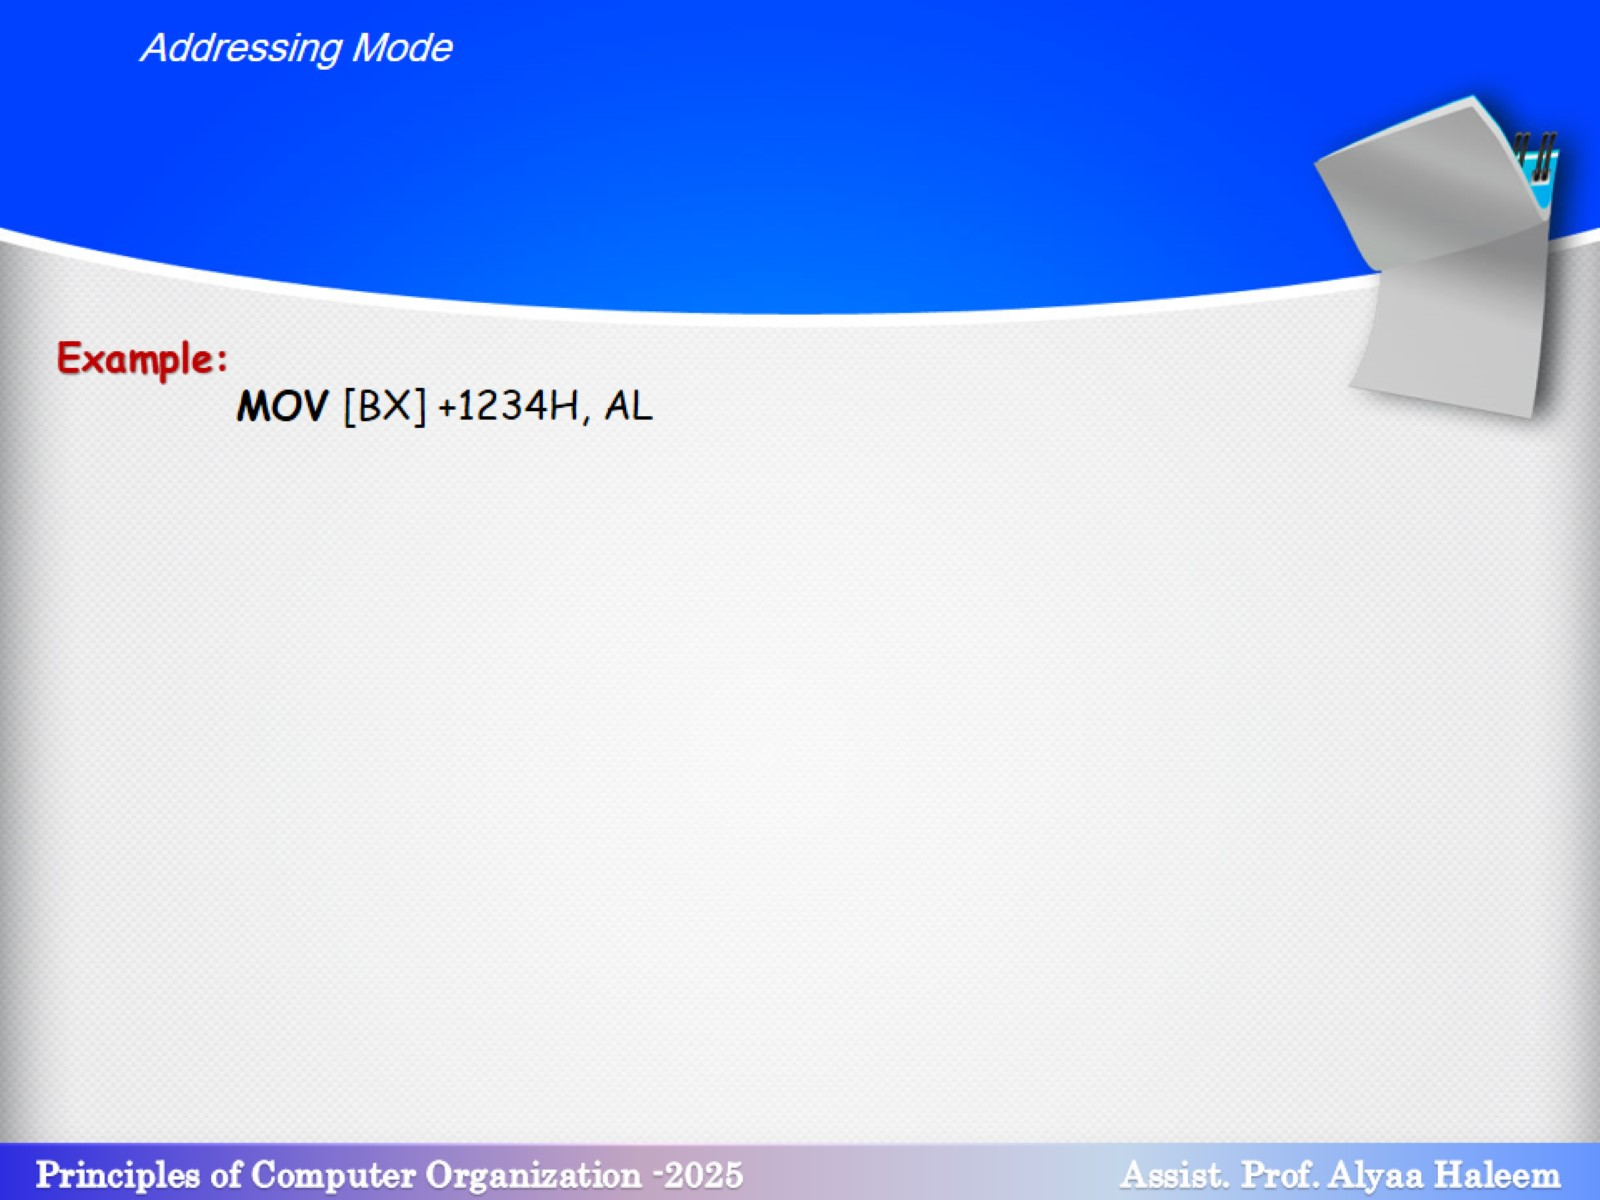 Addressing Mode
Example:
MOV [BX] +1234H, AL
Principles of Computer Organization -2025
Assist. Prof. Alyaa Haleem